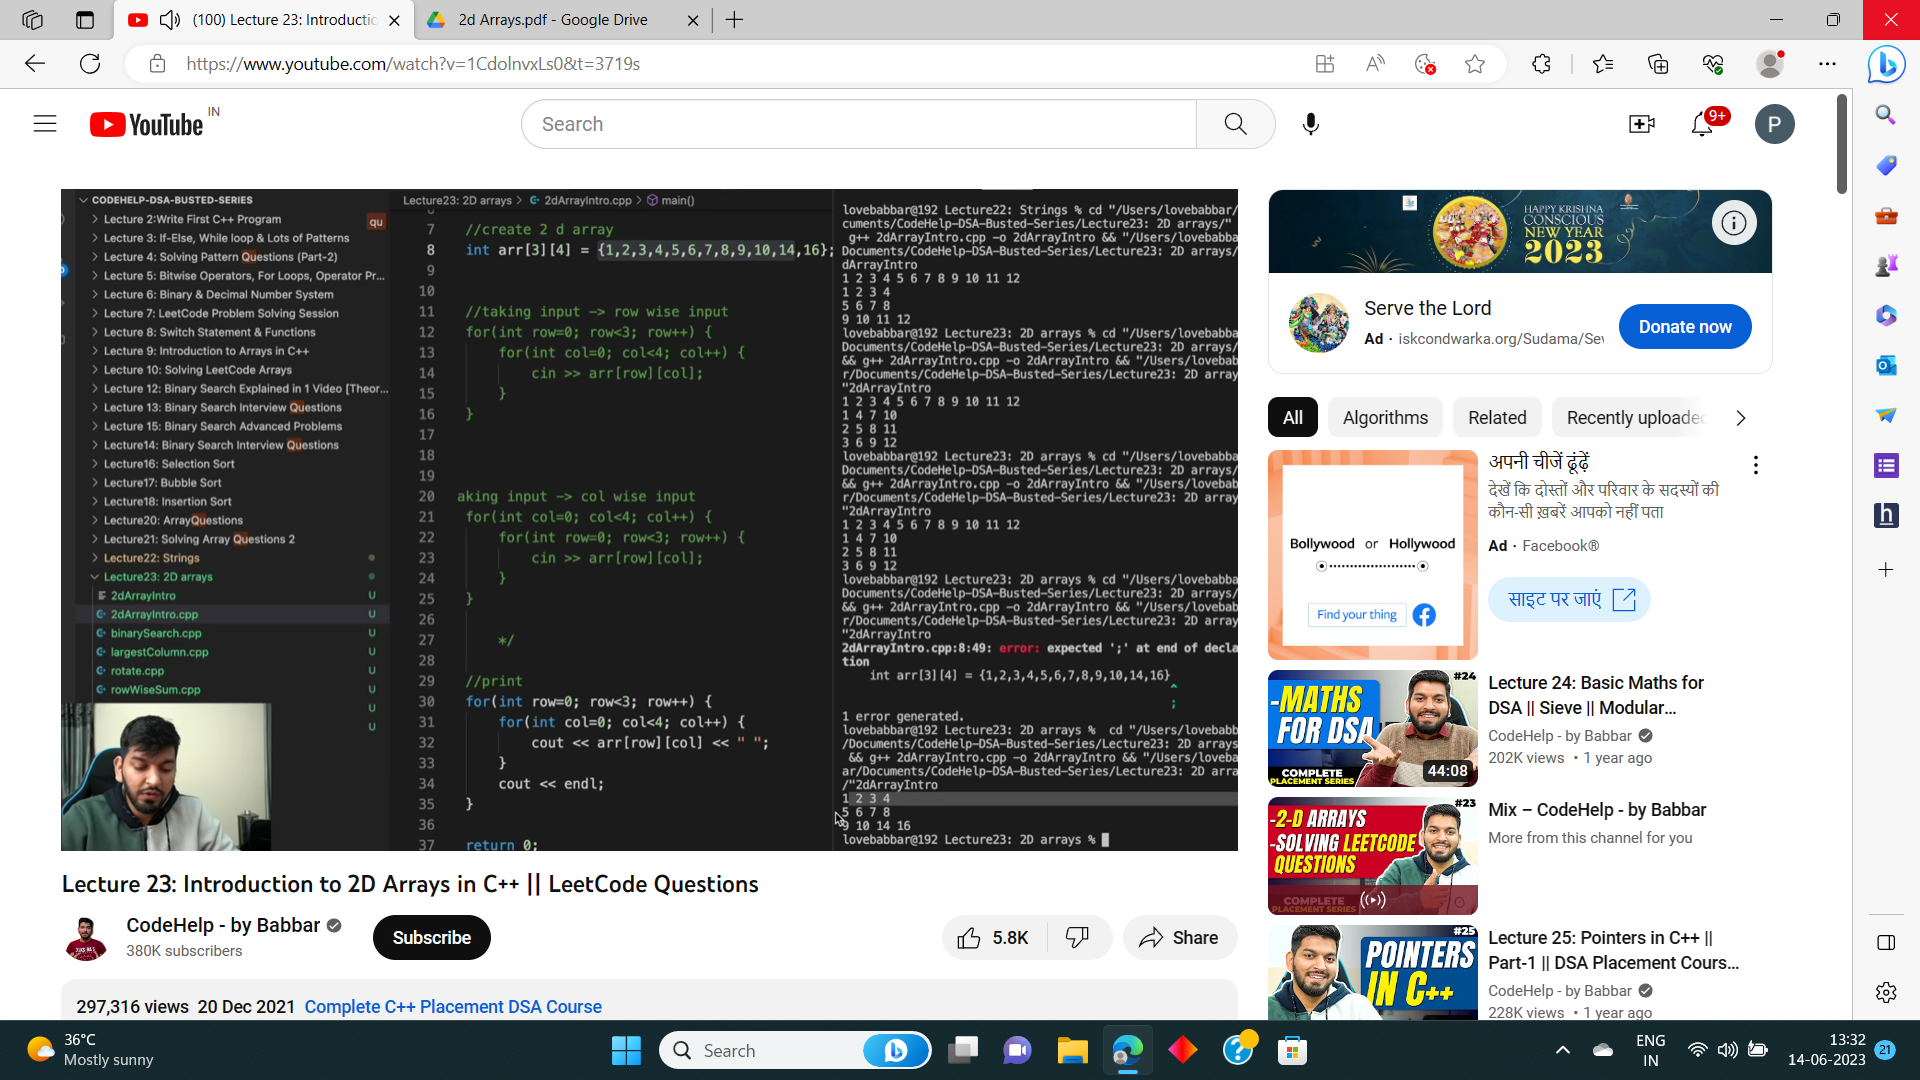 (100) Lecture 23: Introductic
2d Arrays.pdf - Google Drive
https://www.youtube.com/watch?v=1CdolnvxLs0&t=3719s
YouTube IN
Search
9+
P
CODEHELP-DSA-BUSTED-SERIES
Lecture 2:Write First C++ Program
Lecture 3: If-Else, While loop & Lots of Patterns
Lecture 4: Solving Pattern Questions (Part-2)
Lecture 5: Bitwise Operators, For Loops, Operator Pr...
Lecture 6: Binary & Decimal Number System
Lecture 7: LeetCode Problem Solving Session
Lecture 8: Switch Statement & Functions
Lecture 9: Introduction to Arrays in C++
Lecture 10: Solving LeetCode Arrays
Lecture 12: Binary Search Explained in 1 Video [Theor...
Lecture 13: Binary Search Interview Questions
Lecture 15: Binary Search Advanced Problems
Lecture14: Binary Search Interview Questions
Lecture16: Selection Sort
Lecture17: Bubble Sort
Lecture18: Insertion Sort
Lecture20: ArrayQuestions
Lecture21: Solving Array Questions 2
Lecture22: Strings
Lecture23: 2D arrays
2dArrayIntro U
2dArrayIntro.cpp U
binarySearch.cpp U
largestColumn.cpp U
rotate.cpp U
rowWiseSum.cpp U
U
U
qu
Lecture23: 2D arrays > 2dArrayIntro.cpp > main()
7 //create 2 d array
8 int arr[3][4] = {1,2,3,4,5,6,7,8,9,10,14,16};
9
10
11 //taking input -> row wise input
12 for(int row=0; row<3; row++) {
13 for(int col=0; col<4; col++) {
14 cin >> arr[row][col];
15 }
16 }
17
18
19
20 aking input -> col wise input
21 for(int col=0; col<4; col++) {
22 for(int row=0; row<3; row++) {
23 cin >> arr[row][col];
24 }
25 }
26
27 */
28
29 //print
30 for(int row=0; row<3; row++) {
31 for(int col=0; col<4; col++) {
32 cout << arr[row][col] << " ";
33 }
34 cout << endl;
35 }
36
37 return 0;
lovebabbar@192 Lecture22: Strings % cd "/Users/lovebabbar/
cuments/CodeHelp-DSA-Busted-Series/Lecture23: 2D arrays/"
g++ 2dArrayIntro.cpp -o 2dArrayIntro && "/Users/lovebabbar
Documents/CodeHelp-DSA-Busted-Series/Lecture23: 2D arrays/
dArrayIntro
1 2 3 4 5 6 7 8 9 10 11 12
1 2 3 4
5 6 7 8
9 10 11 12
lovebabbar@192 Lecture23: 2D arrays % cd "/Users/lovebabba
Documents/CodeHelp-DSA-Busted-Series/Lecture23: 2D arrays/
&& g++ 2dArrayIntro.cpp -o 2dArrayIntro && "/Users/lovebab
r/Documents/CodeHelp-DSA-Busted-Series/Lecture23: 2D array
"2dArrayIntro
1 2 3 4 5 6 7 8 9 10 11 12
1 4 7 10
2 5 8 11
3 6 9 12
lovebabbar@192 Lecture23: 2D arrays % cd "/Users/lovebabba
Documents/CodeHelp-DSA-Busted-Series/Lecture23: 2D arrays/
&& g++ 2dArrayIntro.cpp -o 2dArrayIntro && "/Users/lovebab
r/Documents/CodeHelp-DSA-Busted-Series/Lecture23: 2D array
"2dArrayIntro
1 2 3 4 5 6 7 8 9 10 11 12
1 4 7 10
2 5 8 11
3 6 9 12
lovebabbar@192 Lecture23: 2D arrays % cd "/Users/lovebabba
Documents/CodeHelp-DSA-Busted-Series/Lecture23: 2D arrays/
&& g++ 2dArrayIntro.cpp -o 2dArrayIntro && "/Users/lovebab
r/Documents/CodeHelp-DSA-Busted-Series/Lecture23: 2D array
"2dArrayIntro
2dArrayIntro.cpp:8:49: error: expected ';' at end of decla
tion
int arr[3][4] = {1,2,3,4,5,6,7,8,9,10,14,16}
^
;
1 error generated.
lovebabbar@192 Lecture23: 2D arrays % cd "/Users/lovebabba
/Documents/CodeHelp-DSA-Busted-Series/Lecture23: 2D arrays
&& g++ 2dArrayIntro.cpp -o 2dArrayIntro && "/Users/lovebab
ar/Documents/CodeHelp-DSA-Busted-Series/Lecture23: 2D arra
/"2dArrayIntro
1 2 3 4
5 6 7 8
9 10 14 16
lovebabbar@192 Lecture23: 2D arrays %
Lecture 23: Introduction to 2D Arrays in C++ || LeetCode Questions
CodeHelp - by Babbar
380K subscribers
Subscribe
5.8K
Share
297,316 views 20 Dec 2021 Complete C++ Placement DSA Course
HAPPY KRISHNA
CONSCIOUS
NEW YEAR
2023
Serve the Lord
Ad · iskcondwarka.org/Sudama/Sev
Donate now
All
Algorithms
Related
Recently uploaded
Bollywood or Hollywood
Find your thing
अपनी चीजें ढूंढ़ें
देखें कि दोस्तों और परिवार के सदस्यों की
कौन-सी ख़बरें आपको नहीं पता
Ad · Facebook®
साइट पर जाएं
-MATHS
FOR DSA
#24
COMPLETE
PLACEMENT SERIES
44:08
Lecture 24: Basic Maths for
DSA || Sieve || Modular...
CodeHelp - by Babbar
202K views • 1 year ago
-2-D ARRAYS
-SOLVING LEETCODE
QUESTIONS
#23
COMPLETE
PLACEMENT SERIES
Mix – CodeHelp - by Babbar
More from this channel for you
POINTERS
IN C++
#25
Lecture 25: Pointers in C++ ||
Part-1 || DSA Placement Cours...
CodeHelp - by Babbar
228K views • 1 year ago
36°C
Mostly sunny
Search
ENG
IN
13:32
14-06-2023
21